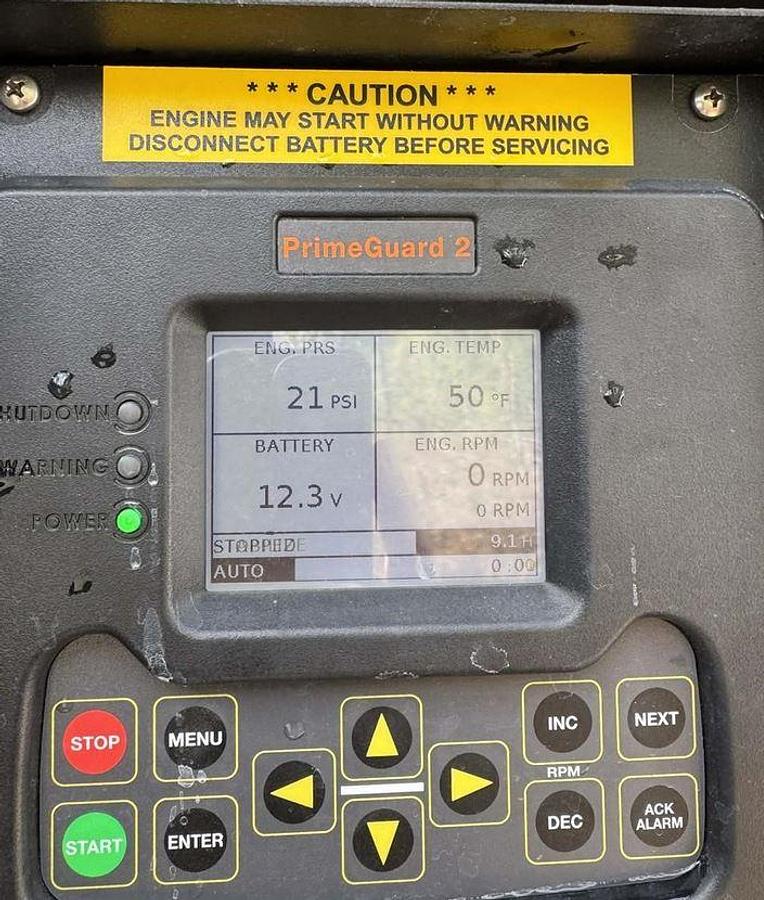 *** CAUTION ***
ENGINE MAY START WITHOUT WARNING
DISCONNECT BATTERY BEFORE SERVICING
PrimeGuard 2
ENG. PRS
21 PSI
ENG. TEMP
50 °F
BATTERY
12.3 V
ENG. RPM
0 RPM
0 RPM
STOPPED
9.1 H
AUTO
0:00
HUTDOWN
WARNING
POWER
STOP
MENU
START
ENTER
INC
NEXT
RPM
DEC
ACK
ALARM